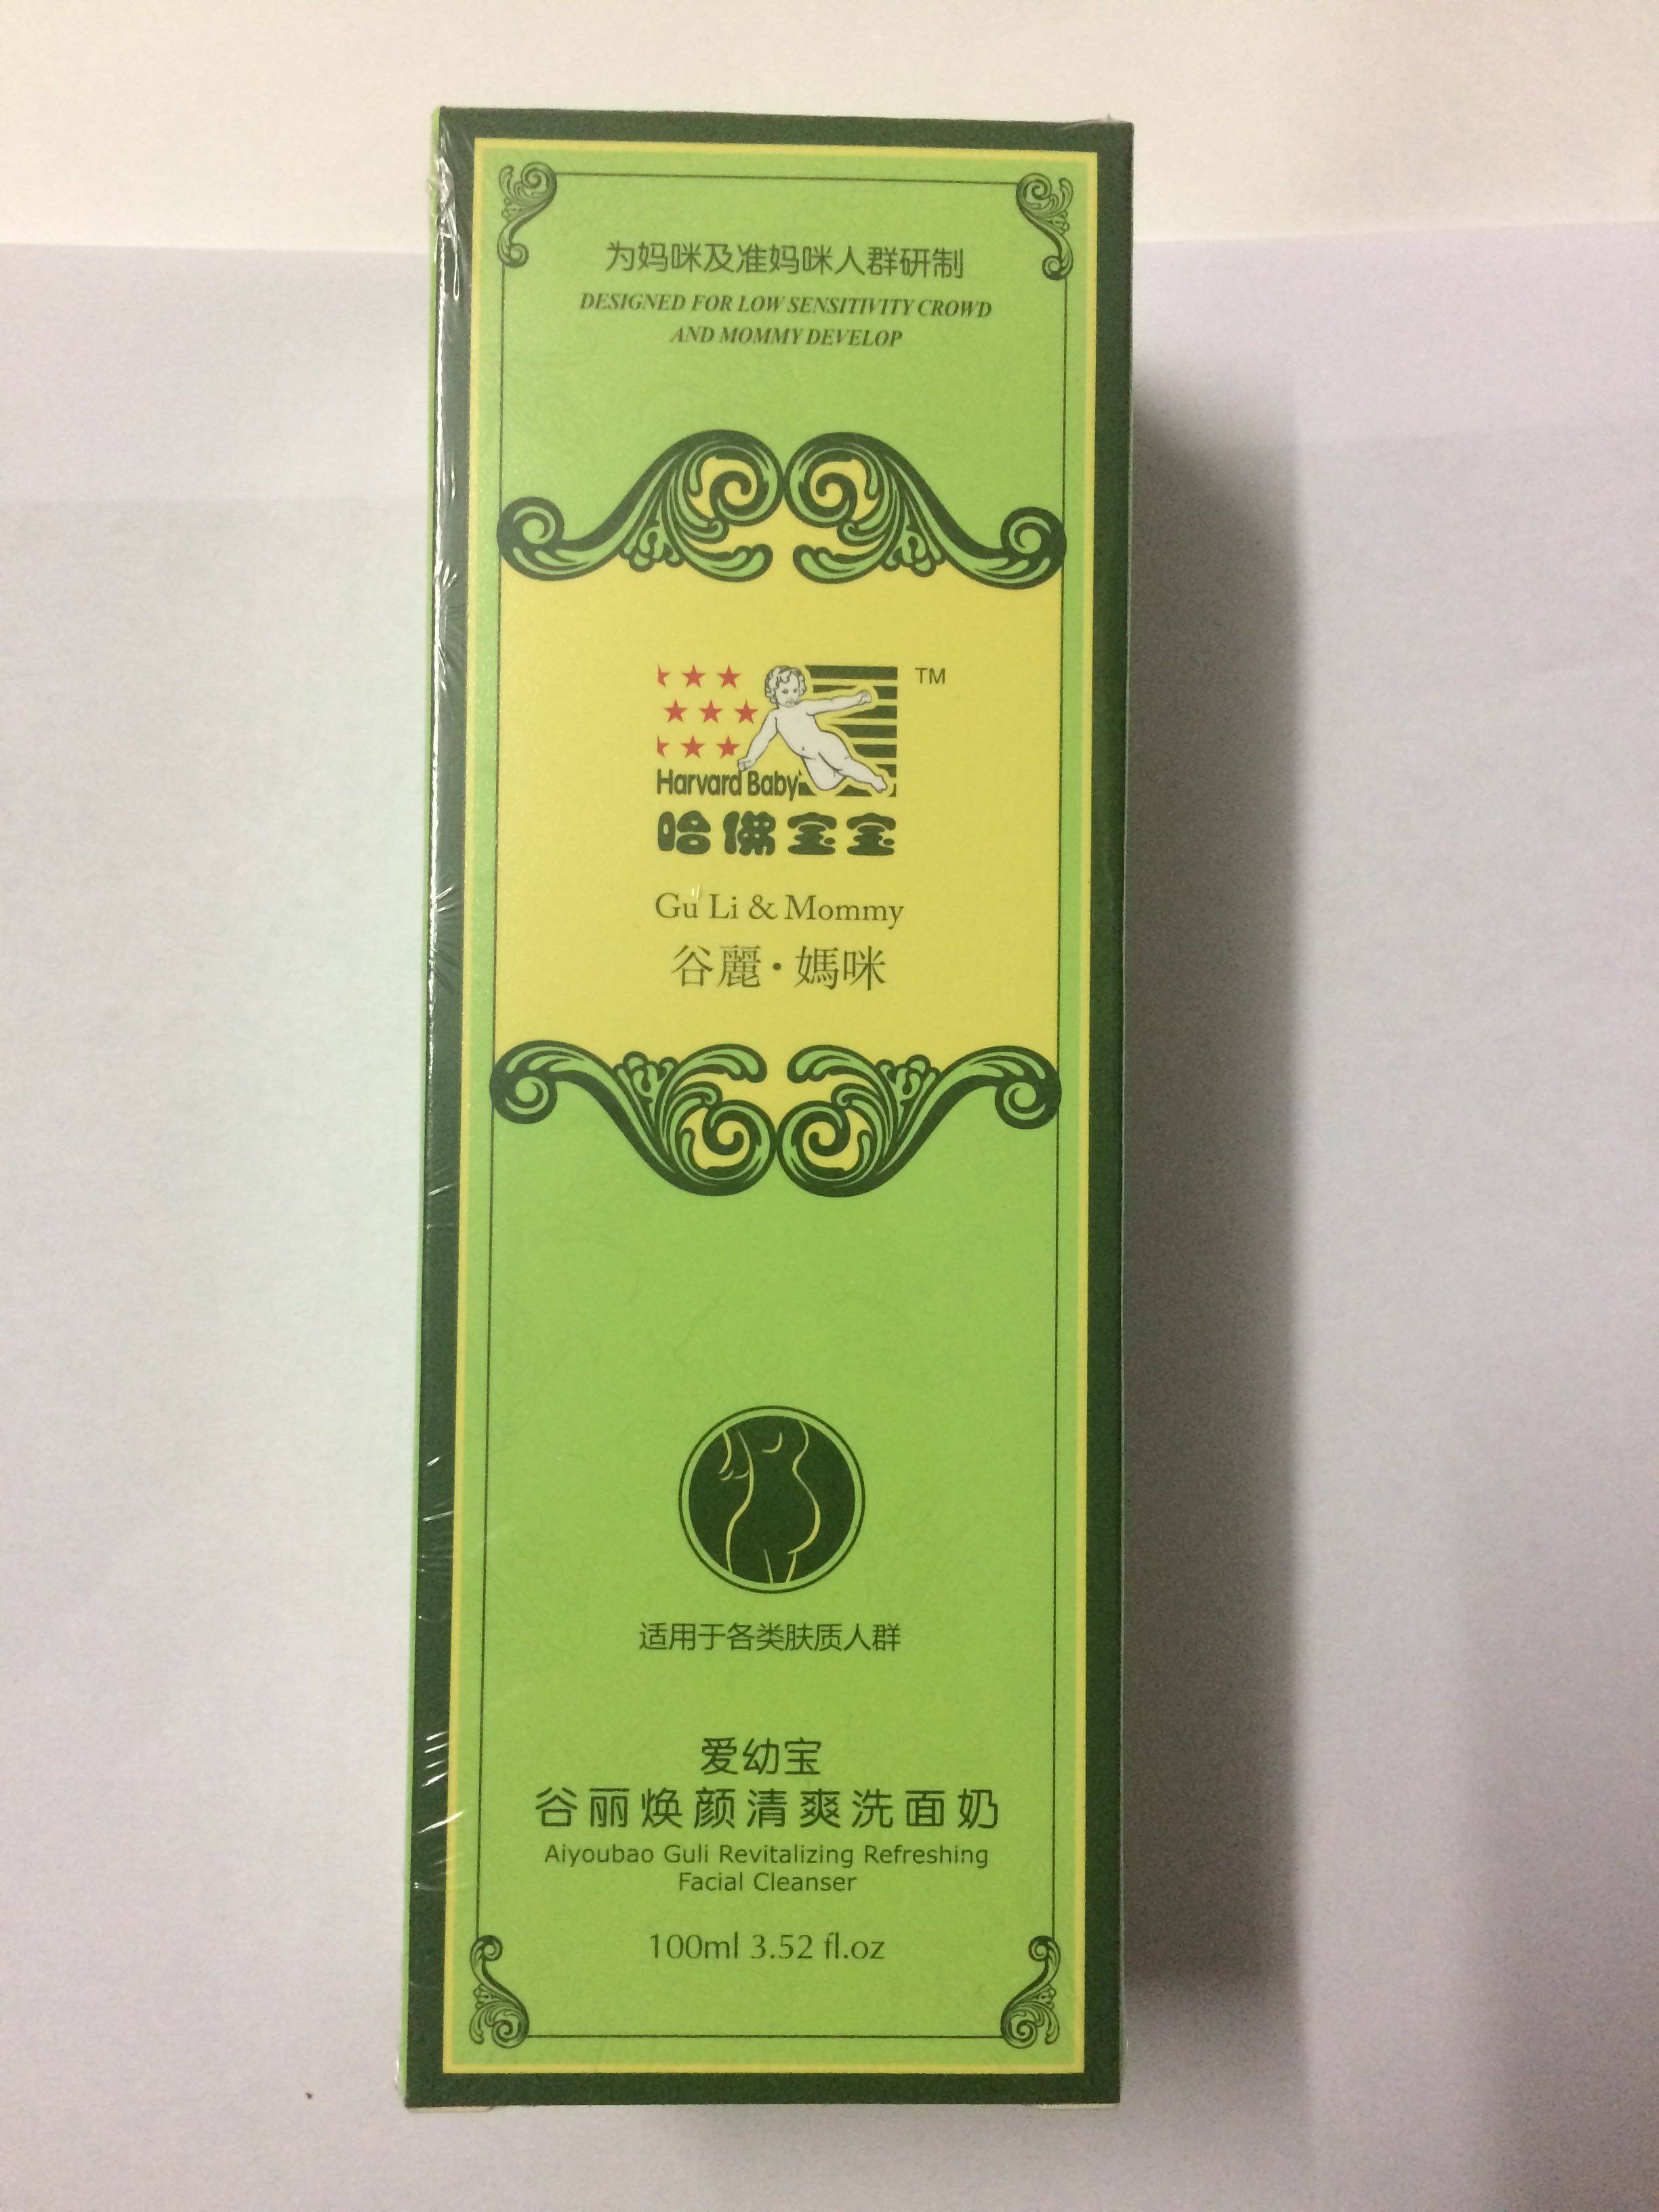 为妈咪及准妈咪人群研制
DESIGNED FOR LOW SENSITIVITY CROWD
AND MOMMY DEVELOP
TM
Harvard Baby
哈佛宝宝
Gu Li & Mommy
谷麗·媽咪
适用于各类肤质人群
爱幼宝
谷丽焕颜清爽洗面奶
Aiyoubao Guli Revitalizing Refreshing
Facial Cleanser
100ml 3.52 fl.oz